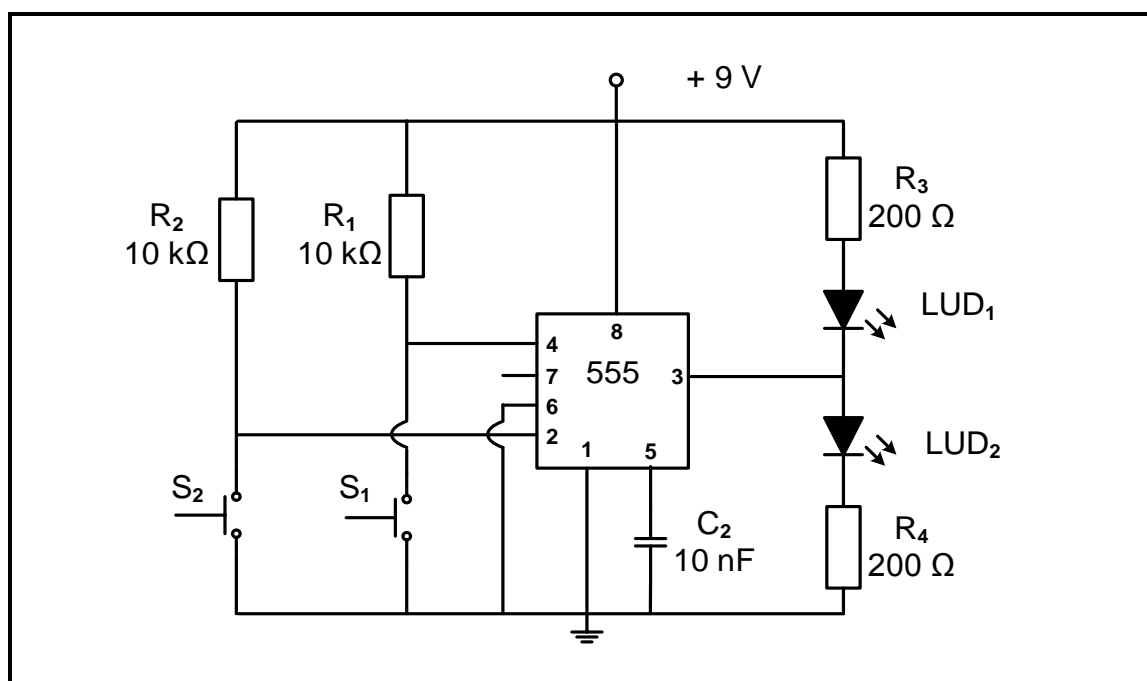 + 9 V
R₂
10 kΩ
R₁
10 kΩ
R₃
200 Ω
LUD₁
4
8
7
555
3
6
2
1
5
LUD₂
S₂
S₁
C₂
10 nF
R₄
200 Ω